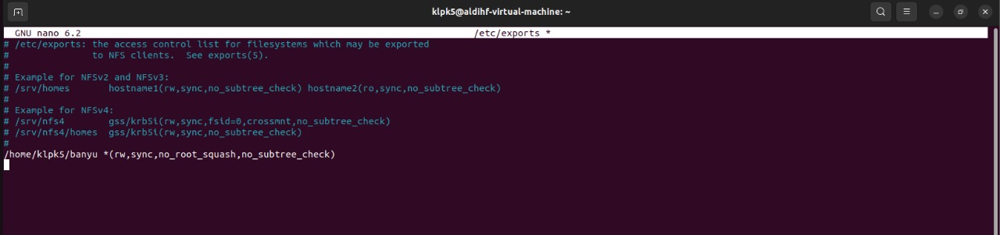 klpk5@aldihf-virtual-machine: ~
GNU nano 6.2 /etc/exports *
# /etc/exports: the access control list for filesystems which may be exported
#               to NFS clients.  See exports(5).
#
# Example for NFSv2 and NFSv3:
# /srv/homes       hostname1(rw,sync,no_subtree_check) hostname2(ro,sync,no_subtree_check)
#
# Example for NFSv4:
# /srv/nfs4        gss/krb5i(rw,sync,fsid=0,crossmnt,no_subtree_check)
# /srv/nfs4/homes  gss/krb5i(rw,sync,no_subtree_check)
#
/home/klpk5/banyu *(rw,sync,no_root_squash,no_subtree_check)